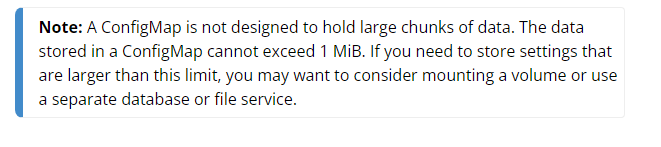 Note: A ConfigMap is not designed to hold large chunks of data. The data
stored in a ConfigMap cannot exceed 1 MiB. If you need to store settings that
are larger than this limit, you may want to consider mounting a volume or use
a separate database or file service.